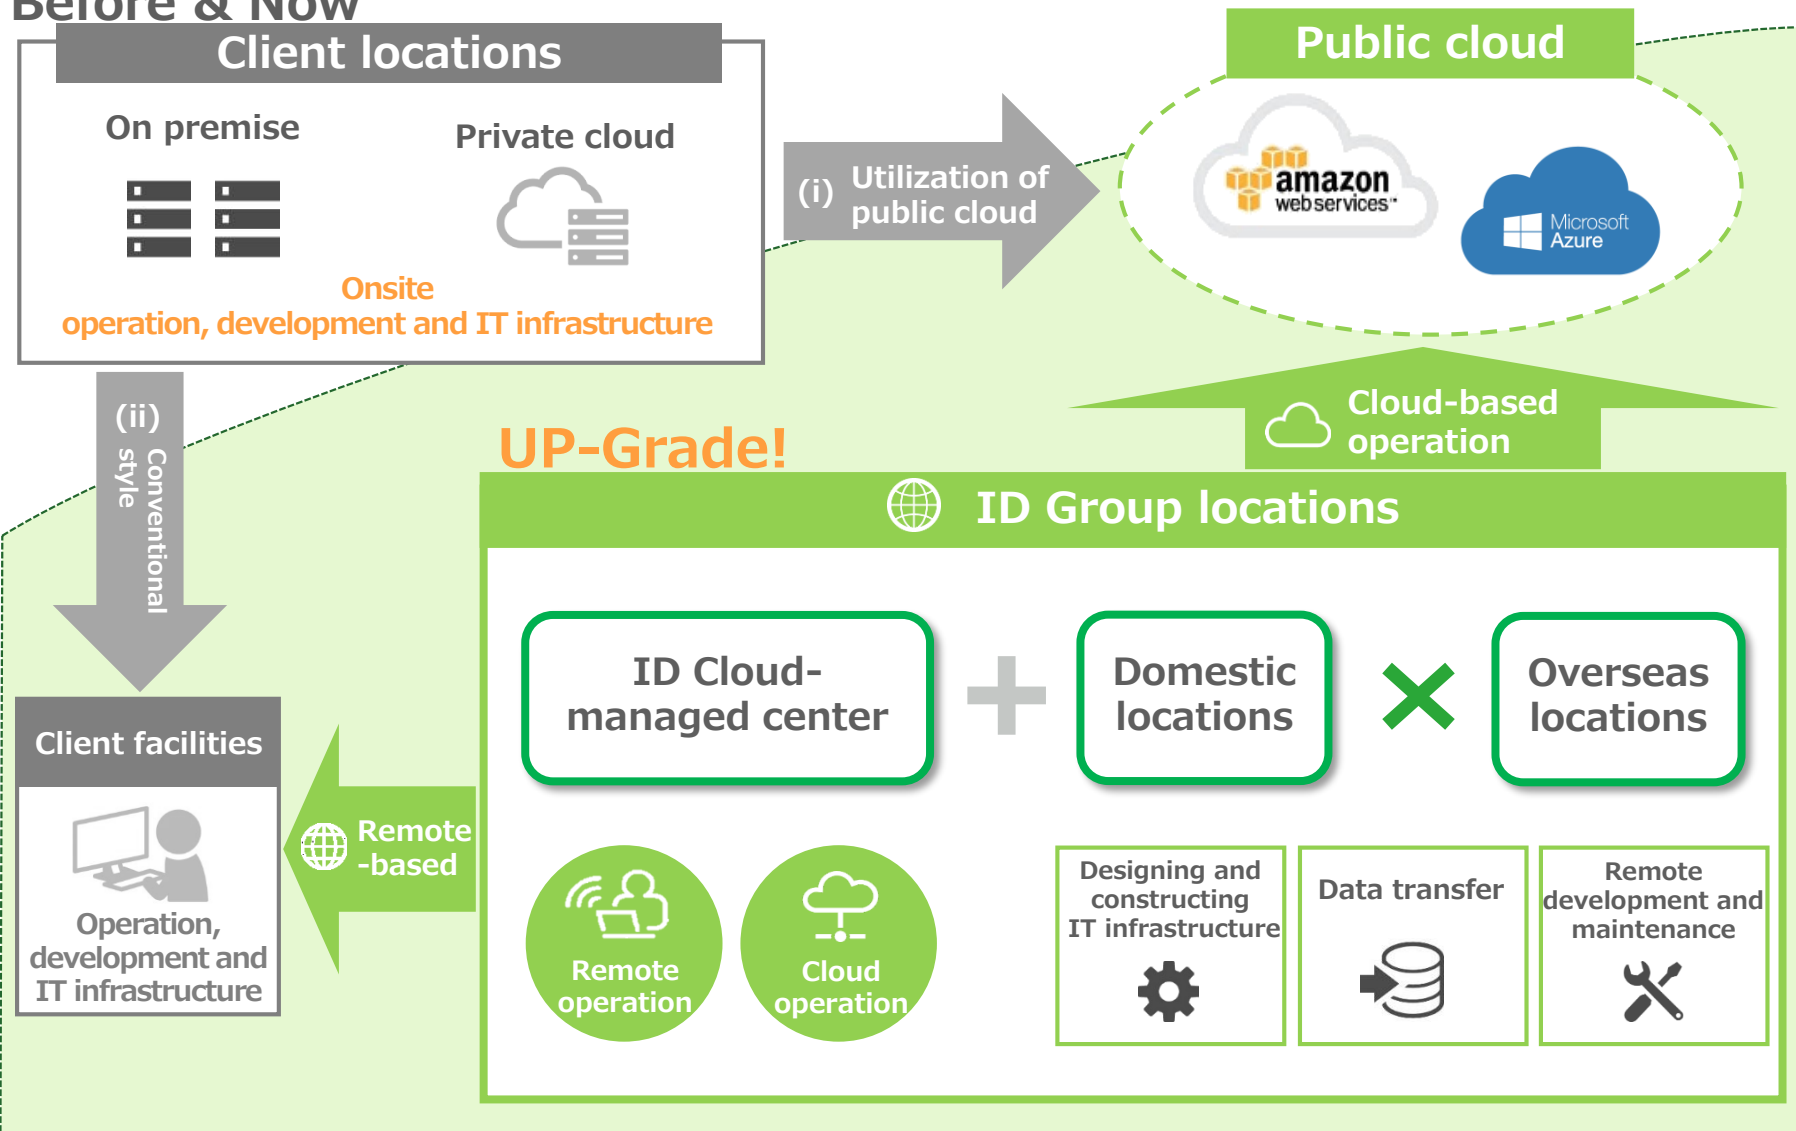 Before & Now
Client locations
On premise
Private cloud
Onsite
operation, development and IT infrastructure
(i)
Utilization of
public cloud
Public cloud
amazon
webservices™
Microsoft
Azure
(ii)
Conventional
style
Cloud-based
operation
UP-Grade!
ID Group locations
ID Cloud-
managed center
Domestic
locations
Overseas
locations
Client facilities
Operation,
development and
IT infrastructure
Remote
-based
Remote
operation
Cloud
operation
Designing and
constructing
IT infrastructure
Data transfer
Remote
development and
maintenance